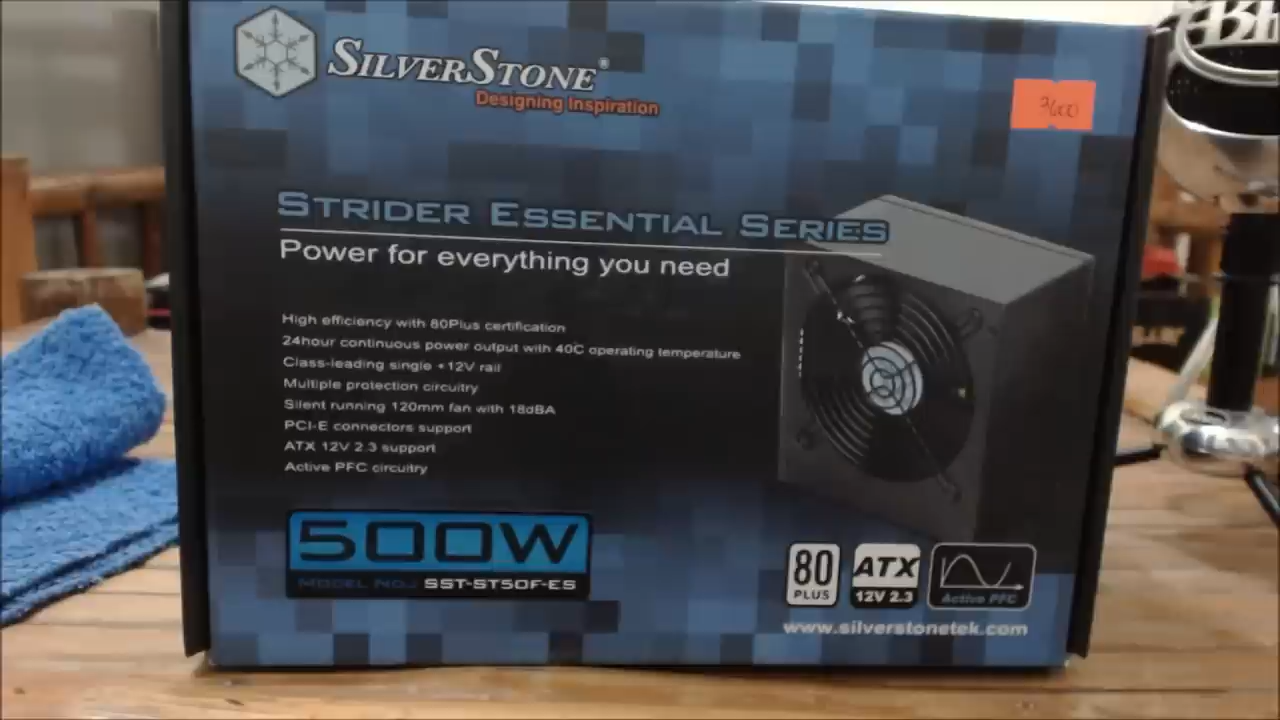 SILVERSTONE®
Designing Inspiration
3600
STRIDER ESSENTIAL SERIES
Power for everything you need
High efficiency with 80Plus certification
24hour continuous power output with 40C operating temperature
Class-leading single +12V rail
Multiple protection circuitry
Silent running 120mm fan with 18dBA
PCI-E connectors support
ATX 12V 2.3 support
Active PFC circuitry
500W
MODEL NO.: SST-ST50F-ES
80 PLUS
ATX 12V 2.3
Active PFC
www.silverstonetek.com